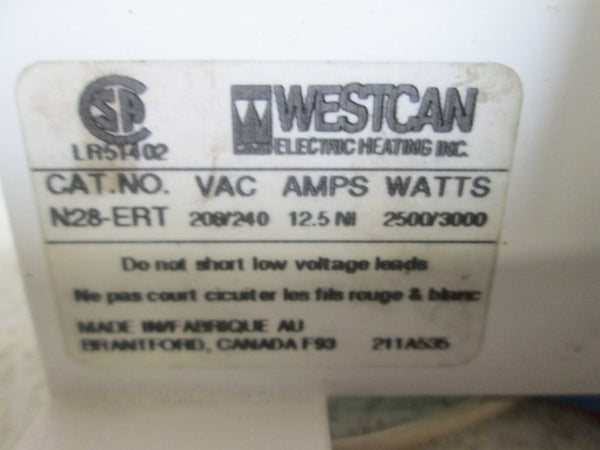 SA
LR51402
WESTCAN
ELECTRIC HEATING INC.
CAT.NO. VAC AMPS WATTS
N28-ERT 208/240 12.5 NI 2500/3000
Do not short low voltage leads
Ne pas court cicuiter les fils rouge & blanc
MADE IN/FABRIQUE AU
BRANTFORD, CANADA F93 211A535